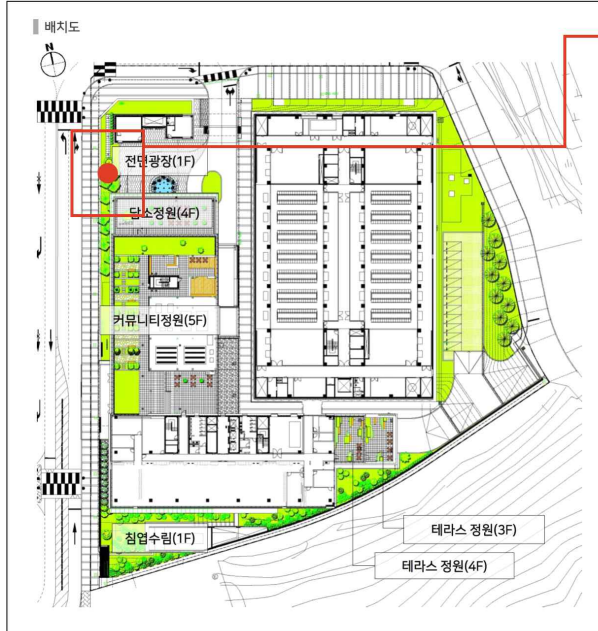 배치도
N
전면광장(1F)
담소정원(4F)
커뮤니티정원(5F)
테라스 정원(3F)
침엽수림(1F)
테라스 정원(4F)